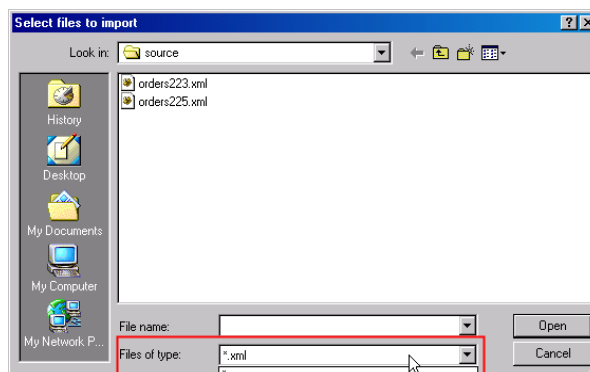 Select files to import
Look in: source
orders223.xml
orders225.xml
History
Desktop
My Documents
My Computer
My Network P...
File name: Open
Files of type: *.xml Cancel